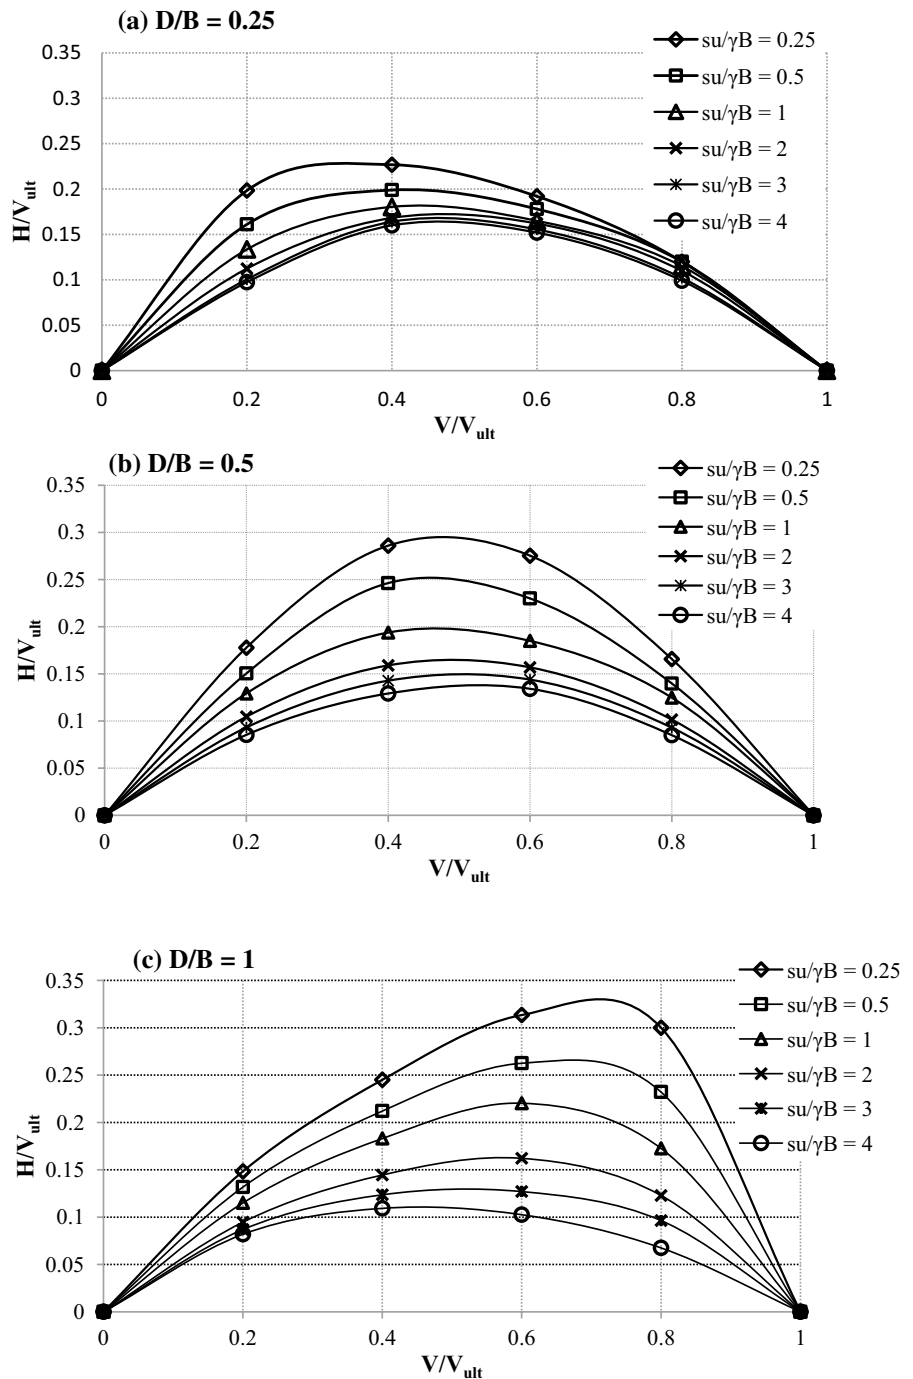 (a) D/B = 0.25
su/γB = 0.25
su/γB = 0.5
su/γB = 1
su/γB = 2
su/γB = 3
su/γB = 4
H/Vult
0.35
0.3
0.25
0.2
0.15
0.1
0.05
0
0 0.2 0.4 0.6 0.8 1
V/Vult
(b) D/B = 0.5
su/γB = 0.25
su/γB = 0.5
su/γB = 1
su/γB = 2
su/γB = 3
su/γB = 4
H/Vult
0.35
0.3
0.25
0.2
0.15
0.1
0.05
0
0 0.2 0.4 0.6 0.8 1
V/Vult
(c) D/B = 1
su/γB = 0.25
su/γB = 0.5
su/γB = 1
su/γB = 2
su/γB = 3
su/γB = 4
H/Vult
0.35
0.3
0.25
0.2
0.15
0.1
0.05
0
0 0.2 0.4 0.6 0.8 1
V/Vult